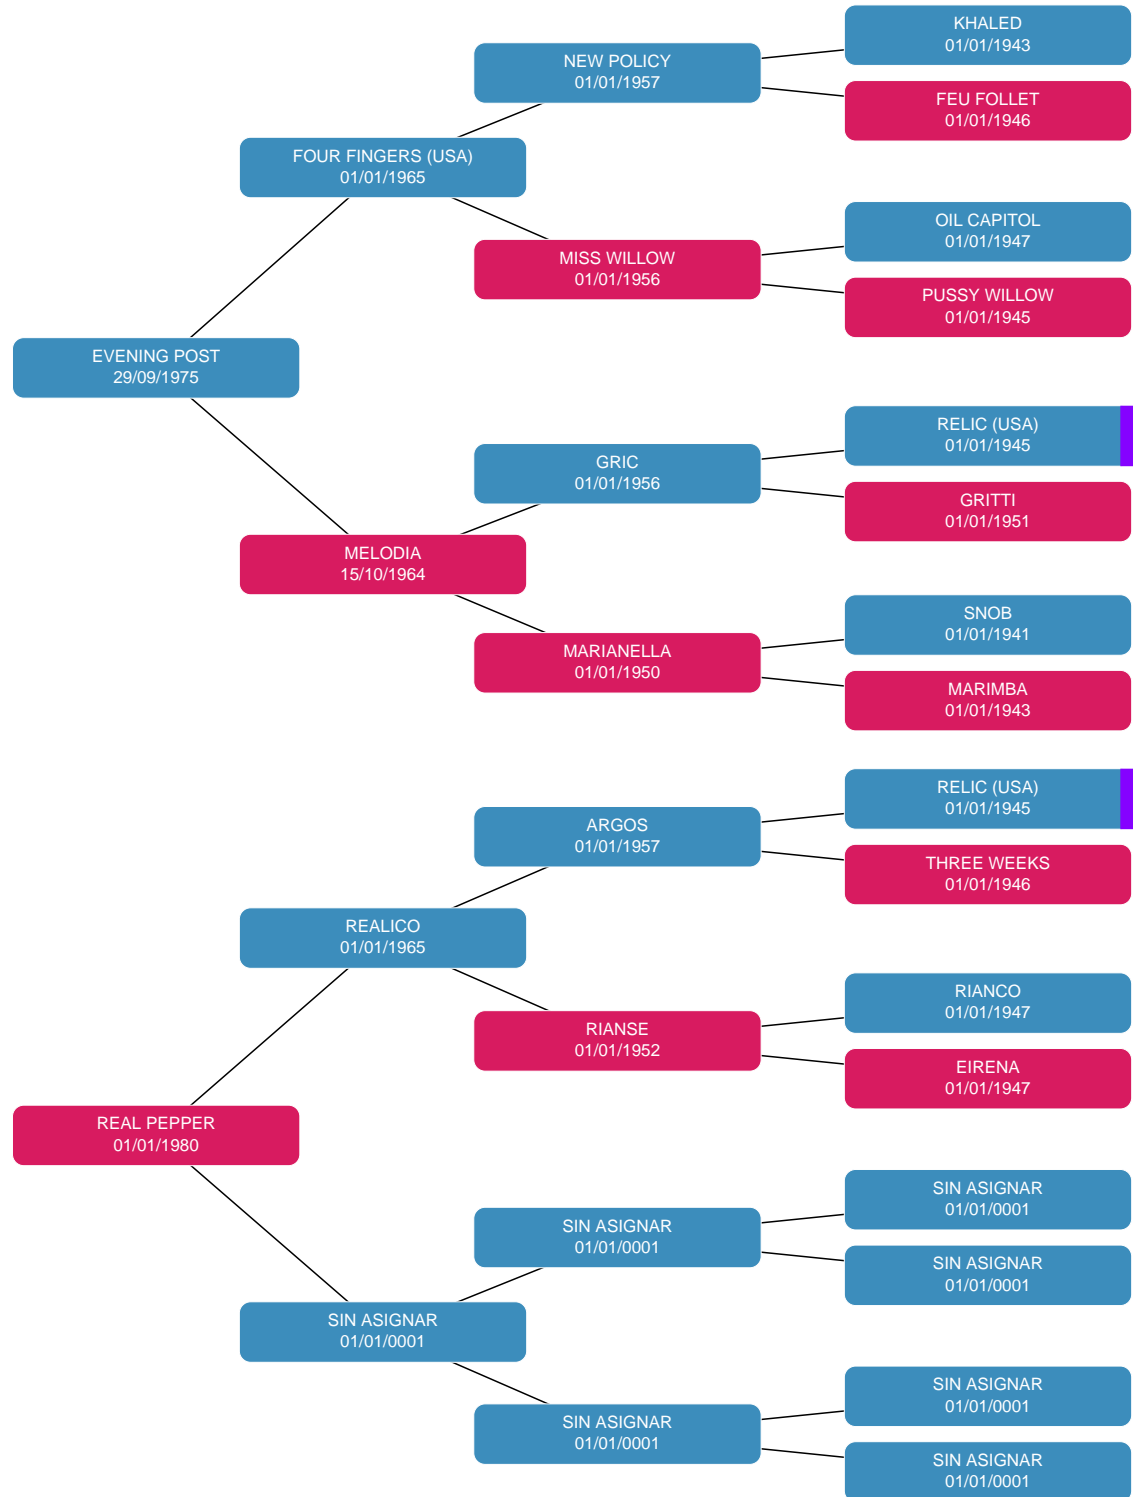 KHALED
01/01/1943
NEW POLICY
01/01/1957
FEU FOLLET
01/01/1946
FOUR FINGERS (USA)
01/01/1965
OIL CAPITOL
01/01/1947
MISS WILLOW
01/01/1956
PUSSY WILLOW
01/01/1945
EVENING POST
29/09/1975
RELIC (USA)
01/01/1945
GRIC
01/01/1956
GRITTI
01/01/1951
MELODIA
15/10/1964
SNOB
01/01/1941
MARIANELLA
01/01/1950
MARIMBA
01/01/1943
RELIC (USA)
01/01/1945
ARGOS
01/01/1957
THREE WEEKS
01/01/1946
REALICO
01/01/1965
RIANCO
01/01/1947
RIANSE
01/01/1952
EIRENA
01/01/1947
REAL PEPPER
01/01/1980
SIN ASIGNAR
01/01/0001
SIN ASIGNAR
01/01/0001
SIN ASIGNAR
01/01/0001
SIN ASIGNAR
01/01/0001
SIN ASIGNAR
01/01/0001
SIN ASIGNAR
01/01/0001
SIN ASIGNAR
01/01/0001